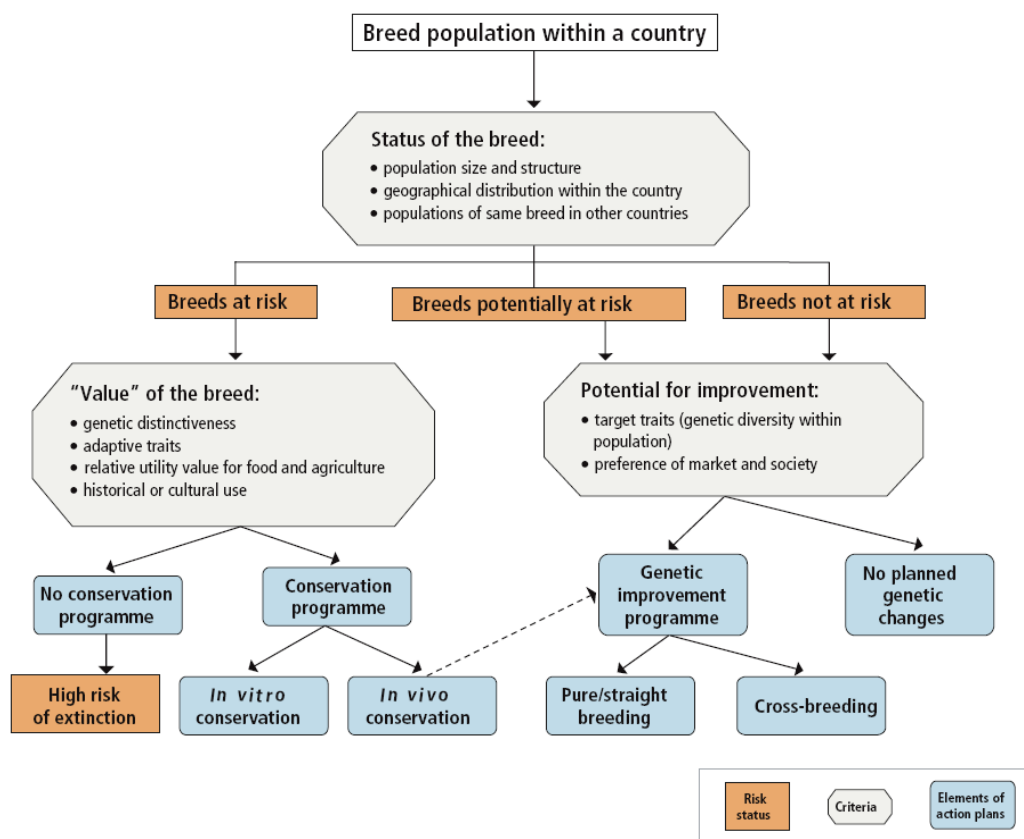 Breed population within a country
Status of the breed:
• population size and structure
• geographical distribution within the country
• populations of same breed in other countries
Breeds at risk
Breeds potentially at risk
Breeds not at risk
"Value" of the breed:
• genetic distinctiveness
• adaptive traits
• relative utility value for food and agriculture
• historical or cultural use
Potential for improvement:
• target traits (genetic diversity within
population)
• preference of market and society
No conservation
programme
Conservation
programme
Genetic
improvement
programme
No planned
genetic
changes
High risk
of extinction
In vitro
conservation
In vivo
conservation
Pure/straight
breeding
Cross-breeding
Risk
status
Criteria
Elements of
action plans